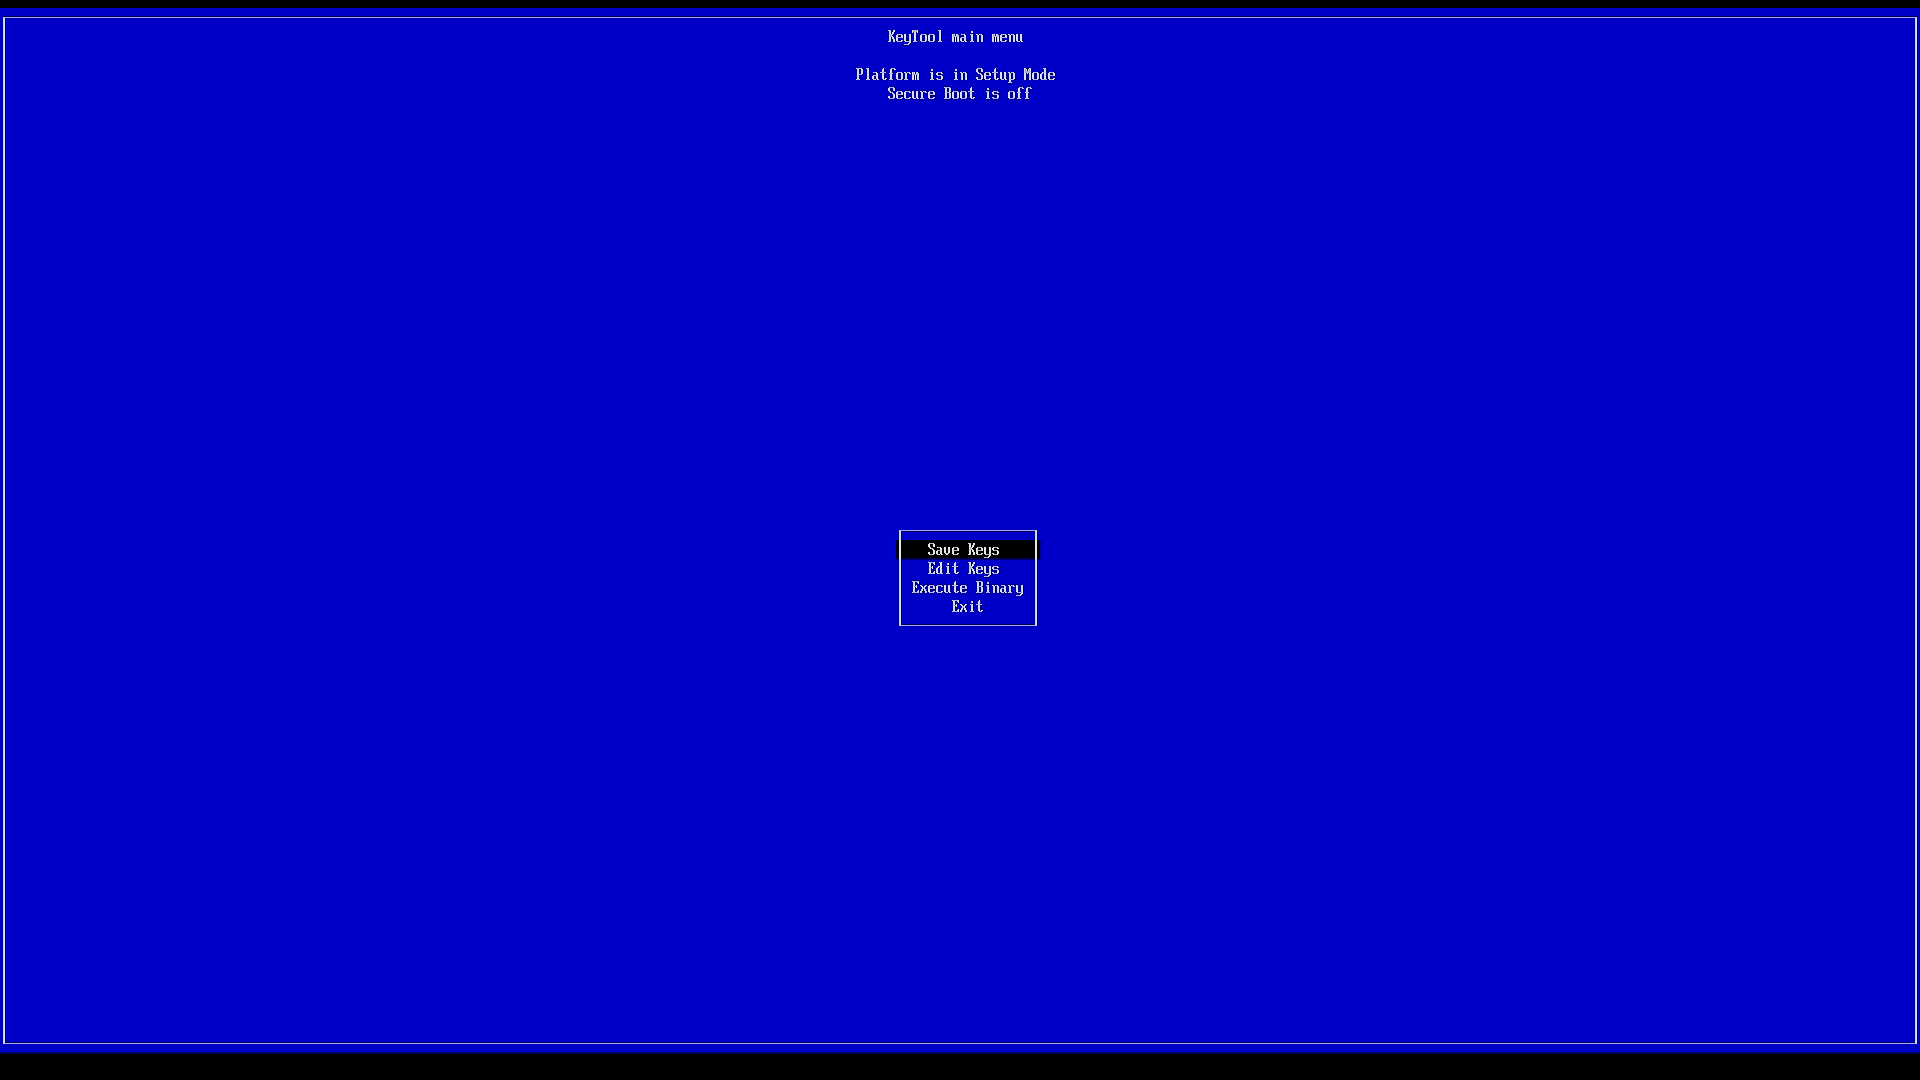 KeyTool main menu
Platform is in Setup Mode
Secure Boot is off
Save Keys
Edit Keys
Execute Binary
Exit